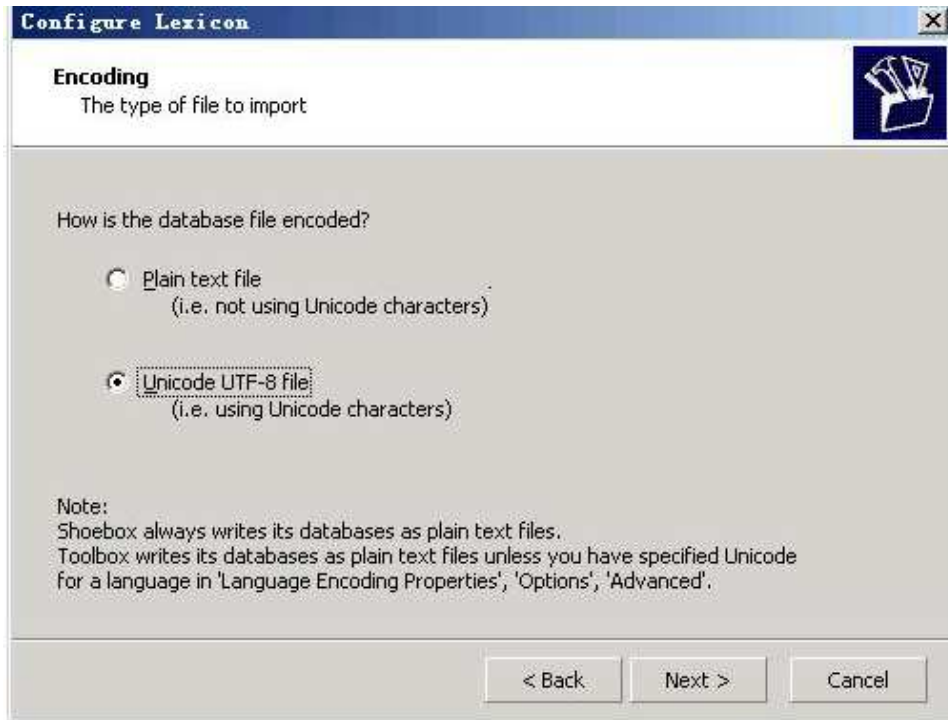 Configure Lexicon
Encoding
The type of file to import
How is the database file encoded?
Plain text file
(i.e. not using Unicode characters)
Unicode UTF-8 file
(i.e. using Unicode characters)
Note:
Shoebox always writes its databases as plain text files.
Toolbox writes its databases as plain text files unless you have specified Unicode
for a language in 'Language Encoding Properties', 'Options', 'Advanced'.
< Back Next > Cancel